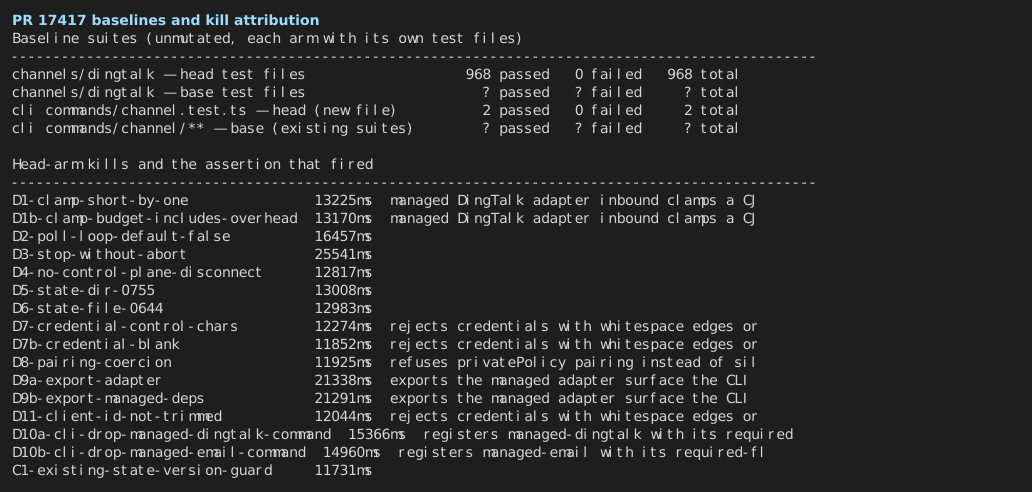 PR 17417 baselines and kill attribution
Baseline suites (unmutated, each arm with its own test files)
--------------------------------------------------------------------------------------------
channels/dingtalk — head test files 968 passed 0 failed 968 total
channels/dingtalk — base test files ? passed ? failed ? total
cli commands/channel.test.ts — head (new file) 2 passed 0 failed 2 total
cli commands/channel/** — base (existing suites) ? passed ? failed ? total
Head-arm kills and the assertion that fired
--------------------------------------------------------------------------------------------
D1-clamp-short-by-one 13225ms managed DingTalk adapter inbound clamps a CJ
D1b-clamp-budget-includes-overhead 13170ms managed DingTalk adapter inbound clamps a CJ
D2-poll-loop-default-false 16457ms
D3-stop-without-abort 25541ms
D4-no-control-plane-disconnect 12817ms
D5-state-dir-0755 13008ms
D6-state-file-0644 12983ms
D7-credential-control-chars 12274ms rejects credentials with whitespace edges or
D7b-credential-blank 11852ms rejects credentials with whitespace edges or
D8-pairing-coercion 11925ms refuses privatePolicy pairing instead of sil
D9a-export-adapter 21338ms exports the managed adapter surface the CLI
D9b-export-managed-deps 21291ms exports the managed adapter surface the CLI
D11-client-id-not-trimmed 12044ms rejects credentials with whitespace edges or
D10a-cli-drop-managed-dingtalk-command 15366ms registers managed-dingtalk with its required
D10b-cli-drop-managed-email-command 14960ms registers managed-email with its required-fl
C1-existing-state-version-guard 11731ms